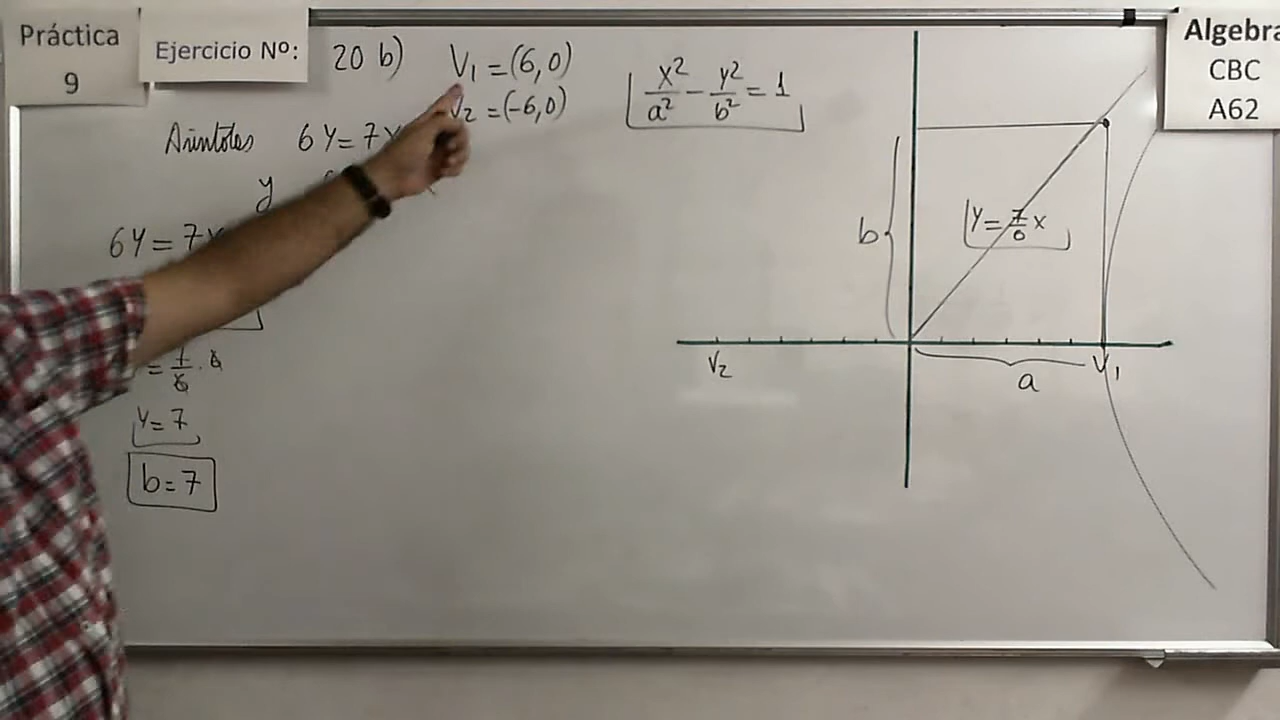 Práctica
9
Ejercicio Nº:
20 b)
V1 = (6, 0)
V2 = (-6, 0)
x²/a² - y²/b² = 1
Algebra
CBC
A62
6Y = 7x
y
6Y = 7x
Y = 7
b = 7
b
Y = 7/6 x
V2
a
V1